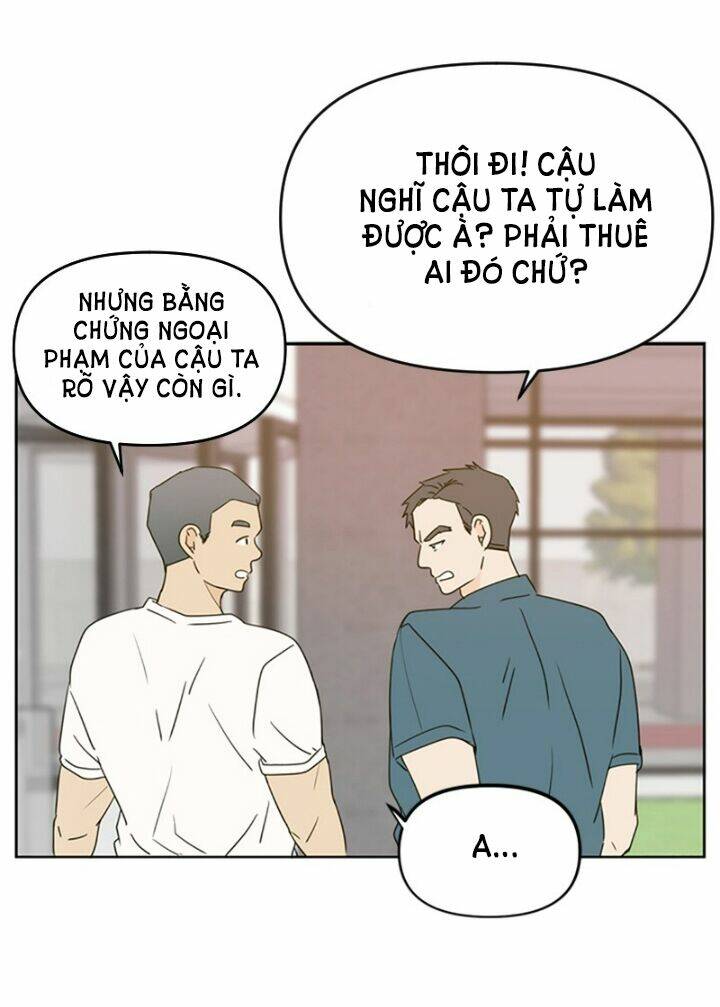 THÔI ĐI! CẬU
NGHĨ CẬU TA TỰ LÀM
ĐƯỢC À? PHẢI THUÊ
AI ĐÓ CHỨ?
NHƯNG BẰNG
CHỨNG NGOẠI
PHẠM CỦA CẬU TA
RÕ VẬY CÒN GÌ.
A...